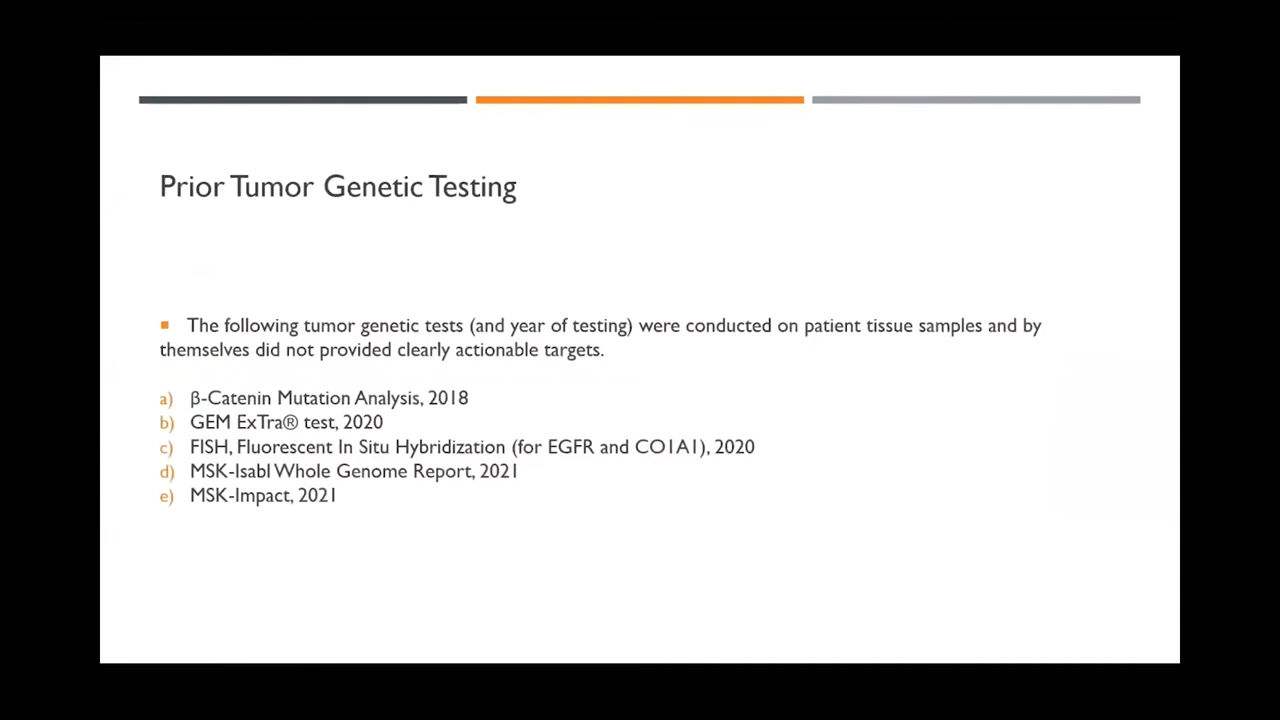 Prior Tumor Genetic Testing
The following tumor genetic tests (and year of testing) were conducted on patient tissue samples and by
themselves did not provided clearly actionable targets.
a) β-Catenin Mutation Analysis, 2018
b) GEM ExTra® test, 2020
c) FISH, Fluorescent In Situ Hybridization (for EGFR and CO1A1), 2020
d) MSK-Isabl Whole Genome Report, 2021
e) MSK-Impact, 2021